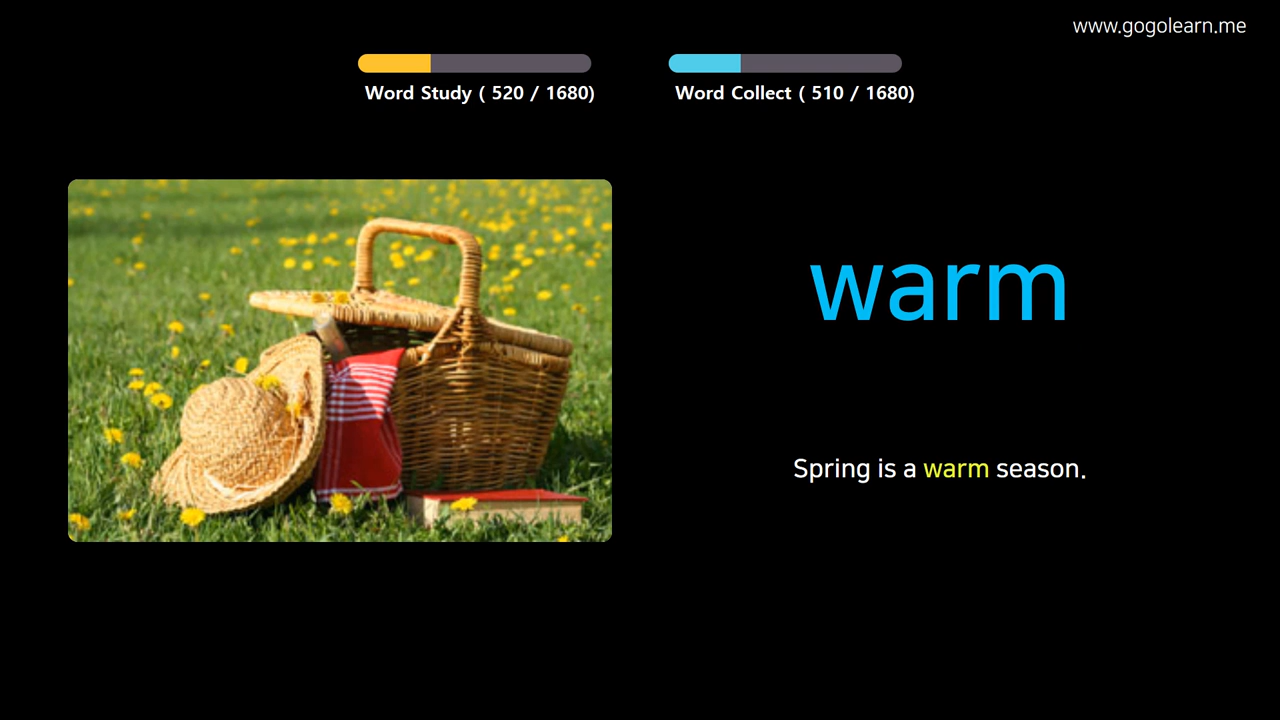 www.gogolearn.me
Word Study ( 520 / 1680)
Word Collect ( 510 / 1680)
warm
Spring is a warm season.